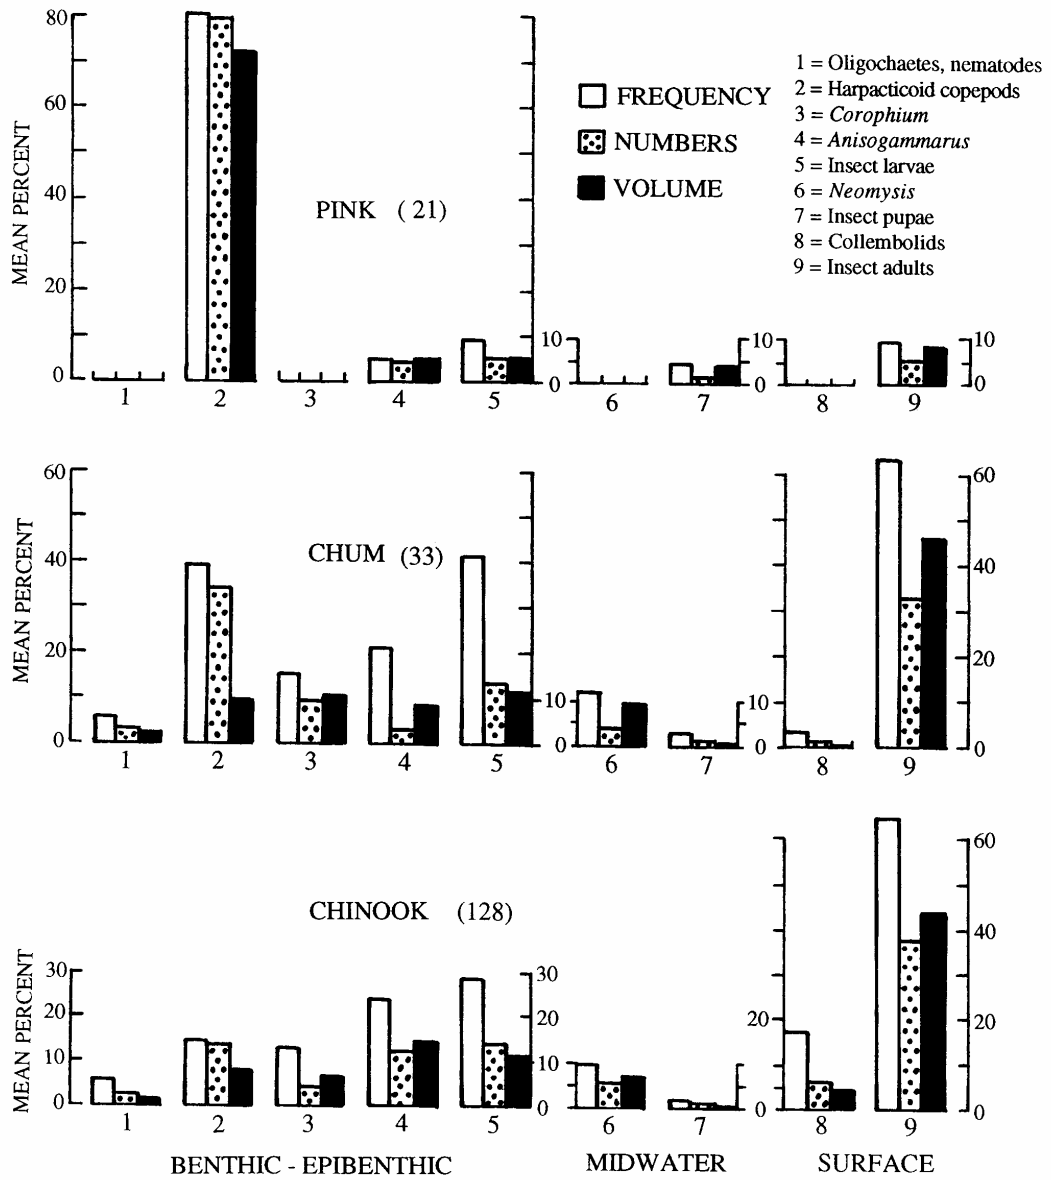 80
60
40
20
0
MEAN PERCENT
PINK (21)
FREQUENCY
NUMBERS
VOLUME
1 = Oligochaetes, nematodes
2 = Harpacticoid copepods
3 = Corophium
4 = Anisogammarus
5 = Insect larvae
6 = Neomysis
7 = Insect pupae
8 = Collembolids
9 = Insect adults
10 10 10
0 0 0
1 2 3 4 5 6 7 8 9
60
40
20
0
MEAN PERCENT
CHUM (33)
10 10
0 0
60
40
20
0
1 2 3 4 5 6 7 8 9
CHINOOK (128)
MEAN PERCENT
30
20
10
0
30
20
10
0
20
0
60
40
20
0
1 2 3 4 5 6 7 8 9
BENTHIC - EPIBENTHIC MIDWATER SURFACE